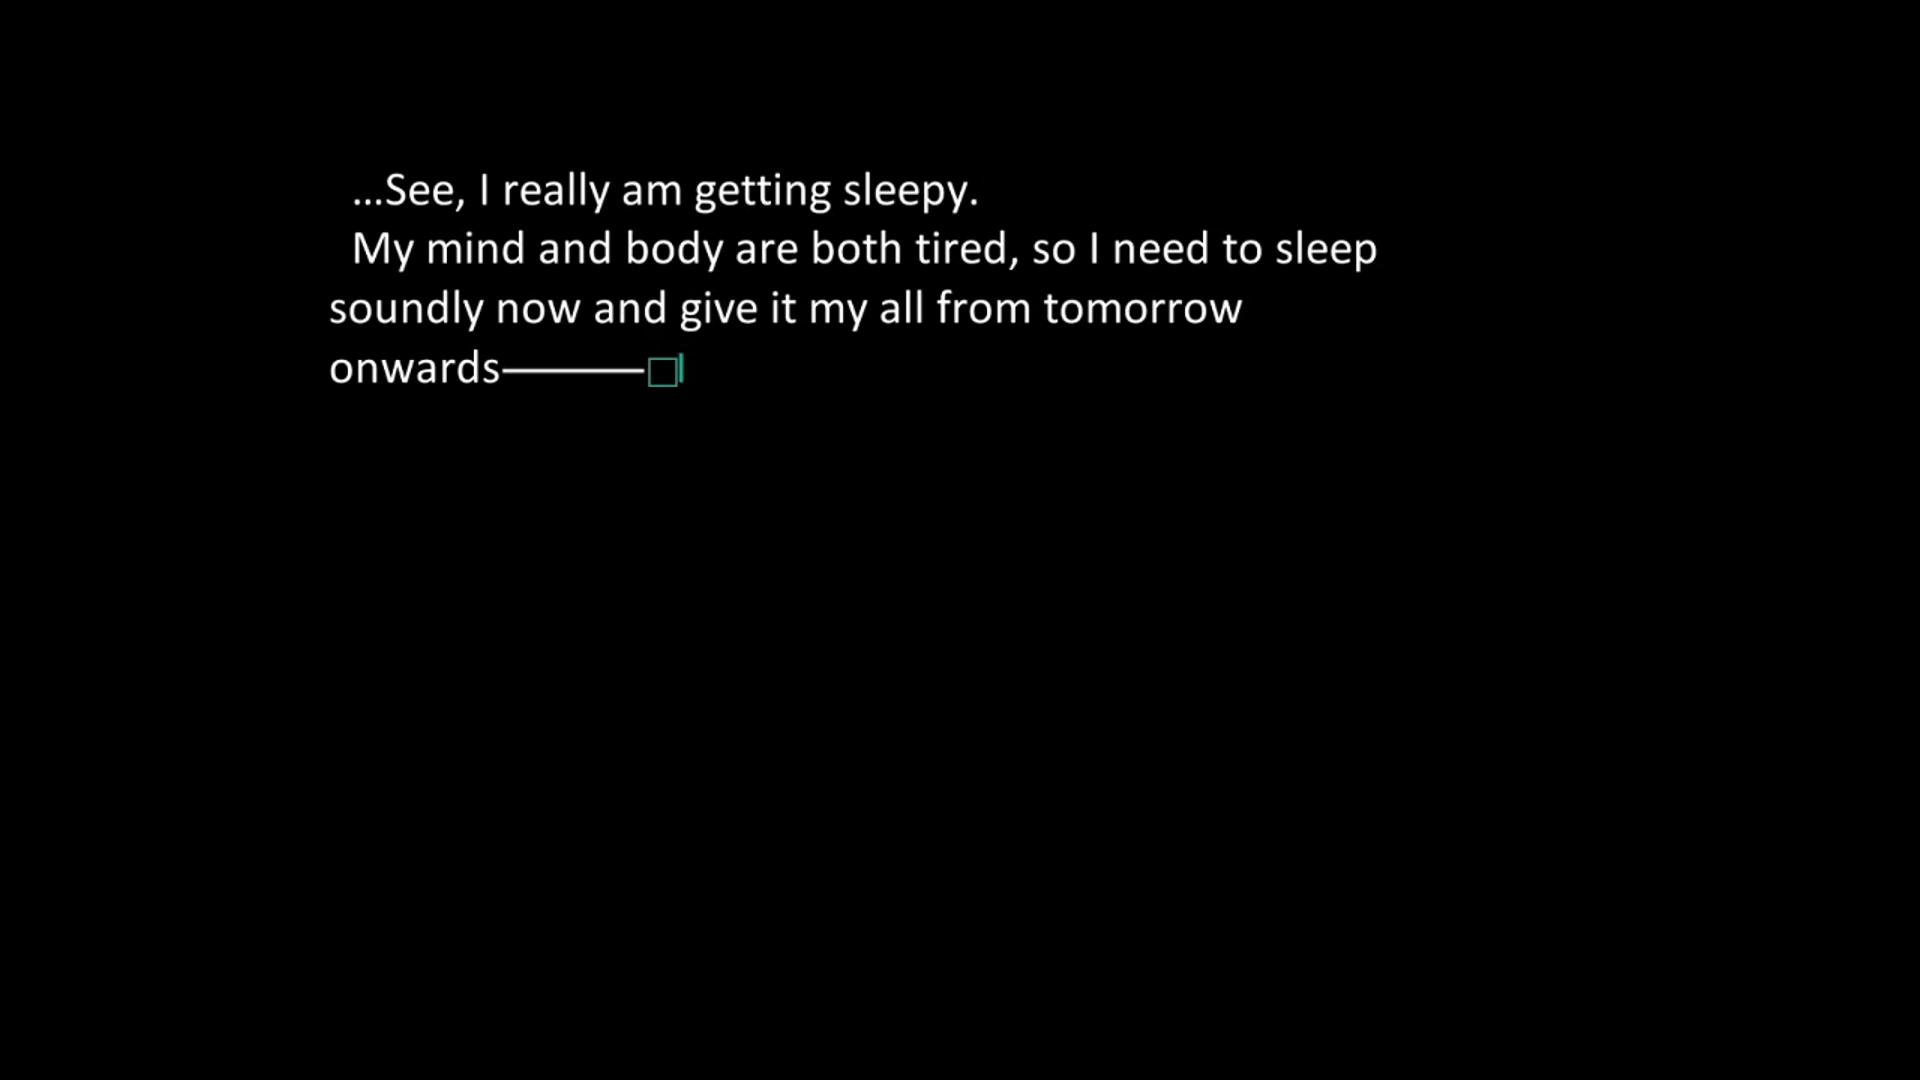 …See, I really am getting sleepy.
My mind and body are both tired, so I need to sleep
soundly now and give it my all from tomorrow
onwards―――